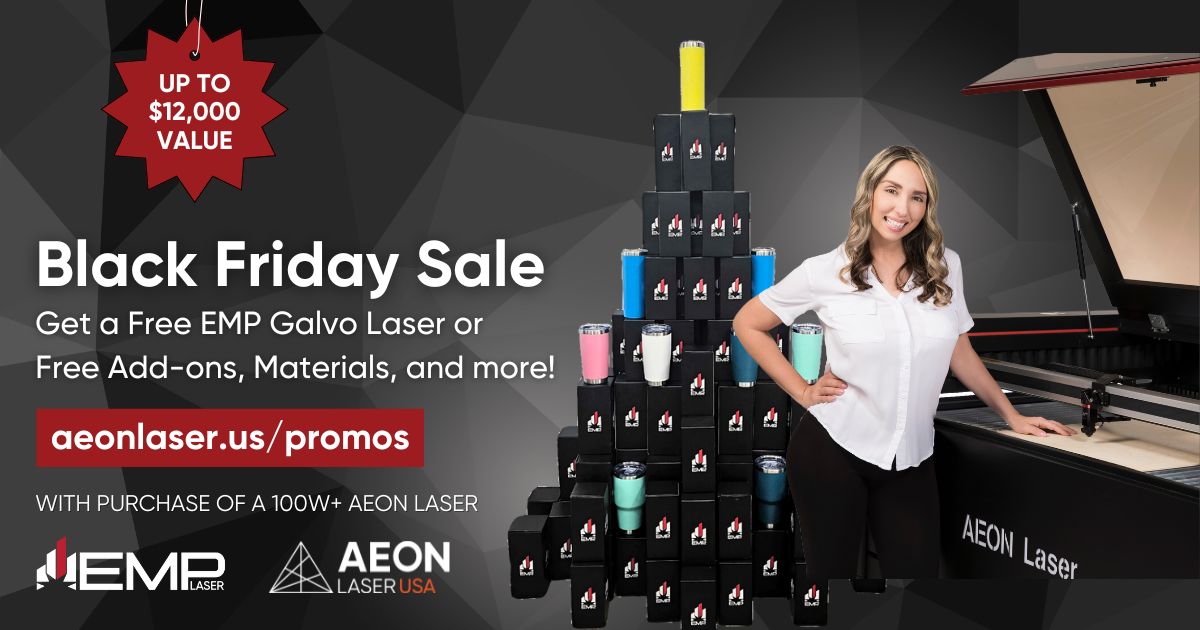 UP TO
$12,000
VALUE
Black Friday Sale
Get a Free EMP Galvo Laser or
Free Add-ons, Materials, and more!
aeonlaser.us/promos
WITH PURCHASE OF A 100W+ AEON LASER
EMP
LASER
AEON
LASER USA
AEON Laser
EMP